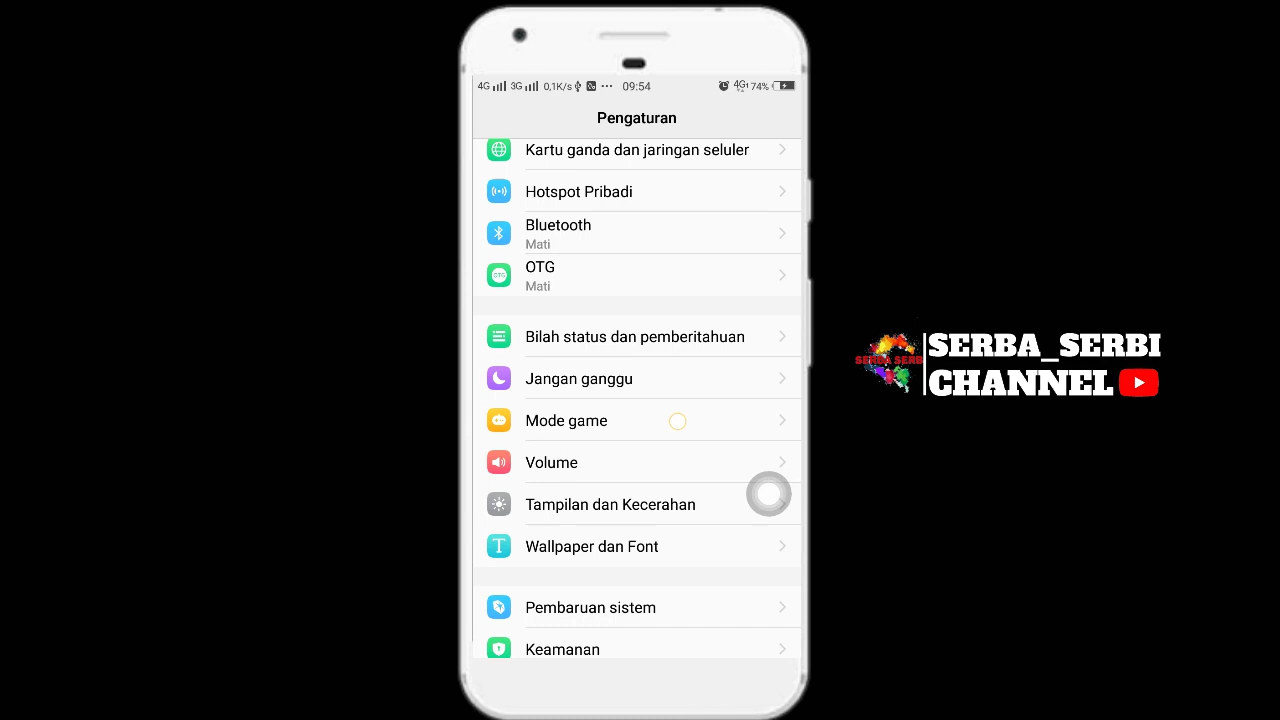 4G 3G 0,1K/s ... 09:54 4G 74%
Pengaturan
Kartu ganda dan jaringan seluler
Hotspot Pribadi
Bluetooth
Mati
OTG
OTG
Mati
Bilah status dan pemberitahuan
Jangan ganggu
Mode game
Volume
Tampilan dan Kecerahan
T Wallpaper dan Font
Pembaruan sistem
Keamanan
SERBA_SERBI
CHANNEL